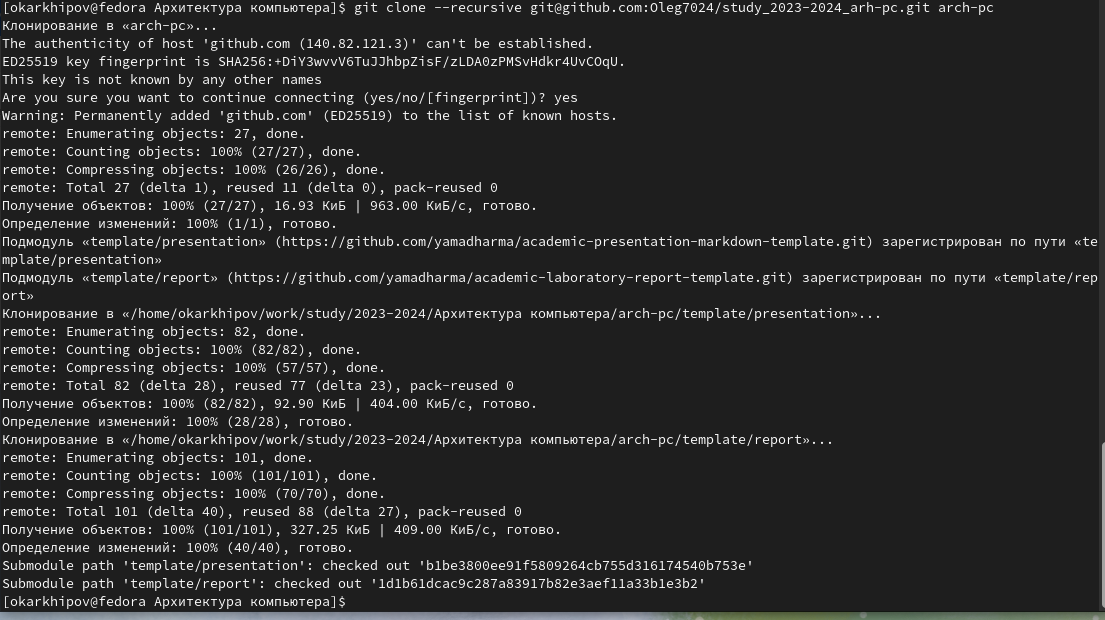 [okarkhipov@fedora Архитектура компьютера]$ git clone --recursive git@github.com:Oleg7024/study_2023-2024_arh-pc.git arch-pc
Клонирование в «arch-pc»...
The authenticity of host 'github.com (140.82.121.3)' can't be established.
ED25519 key fingerprint is SHA256:+DiY3wvvV6TuJJhbpZisF/zLDA0zPMSvHdkr4UvCOqU.
This key is not known by any other names
Are you sure you want to continue connecting (yes/no/[fingerprint])? yes
Warning: Permanently added 'github.com' (ED25519) to the list of known hosts.
remote: Enumerating objects: 27, done.
remote: Counting objects: 100% (27/27), done.
remote: Compressing objects: 100% (26/26), done.
remote: Total 27 (delta 1), reused 11 (delta 0), pack-reused 0
Получение объектов: 100% (27/27), 16.93 КиБ | 963.00 КиБ/с, готово.
Определение изменений: 100% (1/1), готово.
Подмодуль «template/presentation» (https://github.com/yamadharma/academic-presentation-markdown-template.git) зарегистрирован по пути «te
mplate/presentation»
Подмодуль «template/report» (https://github.com/yamadharma/academic-laboratory-report-template.git) зарегистрирован по пути «template/rep
ort»
Клонирование в «/home/okarkhipov/work/study/2023-2024/Архитектура компьютера/arch-pc/template/presentation»...
remote: Enumerating objects: 82, done.
remote: Counting objects: 100% (82/82), done.
remote: Compressing objects: 100% (57/57), done.
remote: Total 82 (delta 28), reused 77 (delta 23), pack-reused 0
Получение объектов: 100% (82/82), 92.90 КиБ | 404.00 КиБ/с, готово.
Определение изменений: 100% (28/28), готово.
Клонирование в «/home/okarkhipov/work/study/2023-2024/Архитектура компьютера/arch-pc/template/report»...
remote: Enumerating objects: 101, done.
remote: Counting objects: 100% (101/101), done.
remote: Compressing objects: 100% (70/70), done.
remote: Total 101 (delta 40), reused 88 (delta 27), pack-reused 0
Получение объектов: 100% (101/101), 327.25 КиБ | 409.00 КиБ/с, готово.
Определение изменений: 100% (40/40), готово.
Submodule path 'template/presentation': checked out 'b1be3800ee91f5809264cb755d316174540b753e'
Submodule path 'template/report': checked out '1d1b61dcac9c287a83917b82e3aef11a33b1e3b2'
[okarkhipov@fedora Архитектура компьютера]$